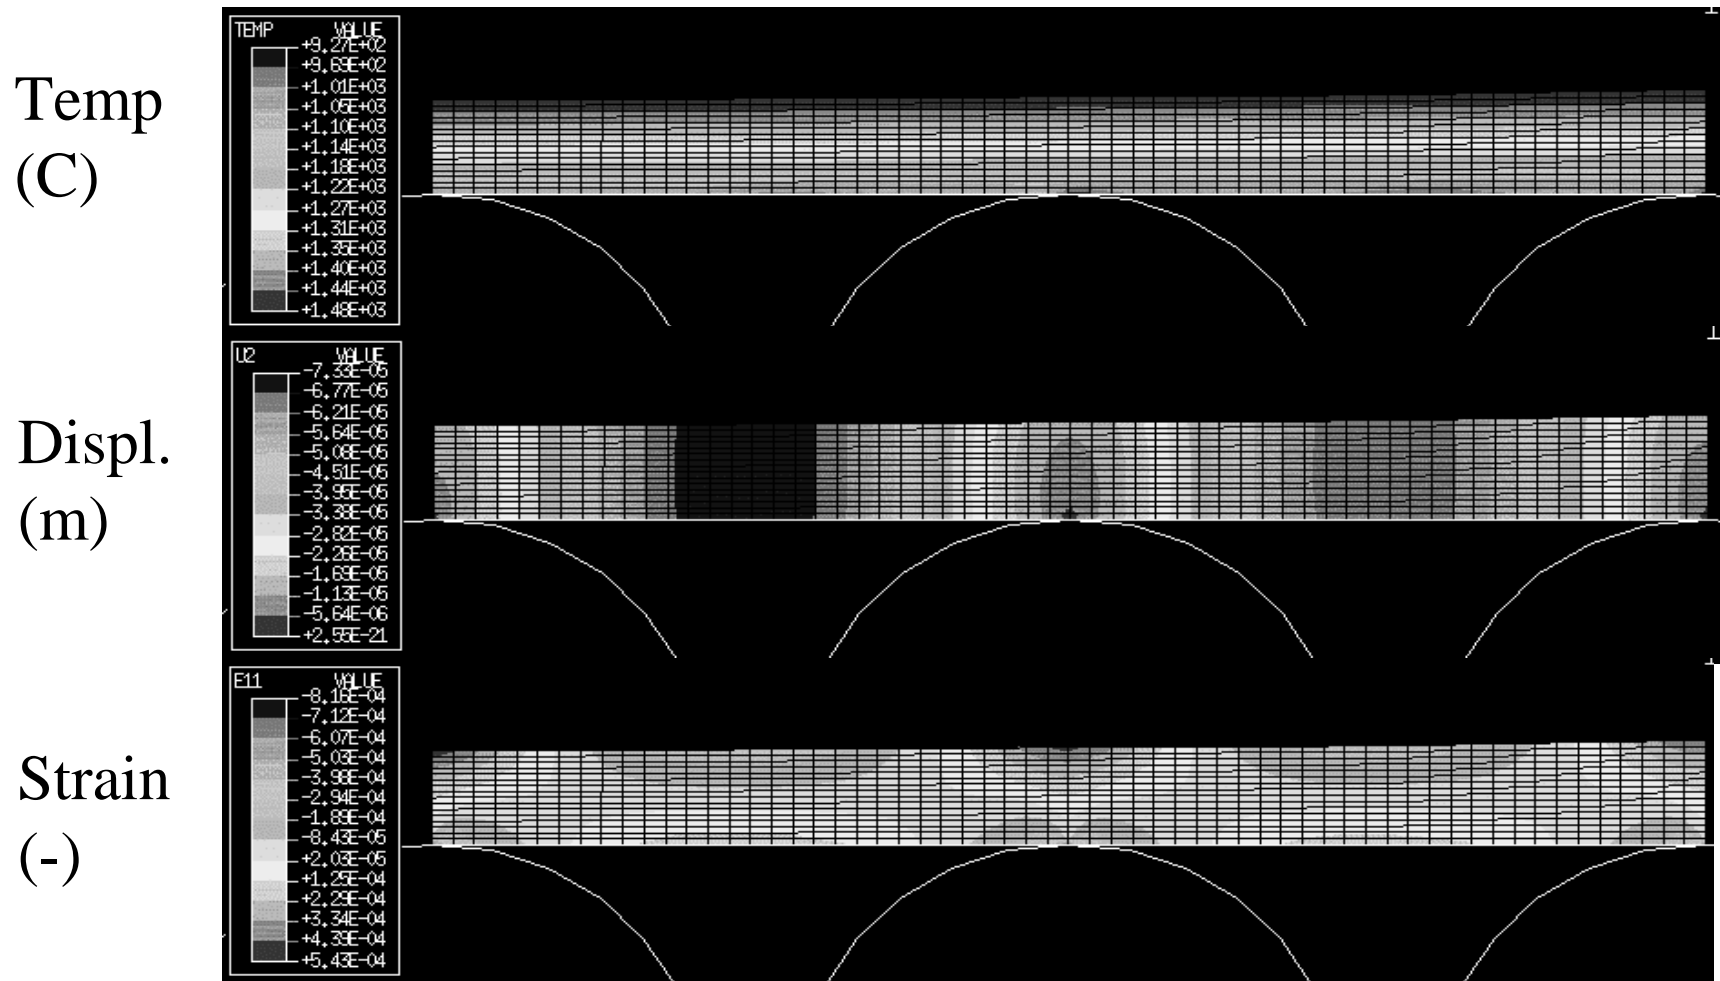 Temp
(C)
TEMP VALUE
+9.27E+02
+9.69E+02
+1.01E+03
+1.05E+03
+1.10E+03
+1.14E+03
+1.18E+03
+1.22E+03
+1.27E+03
+1.31E+03
+1.35E+03
+1.40E+03
+1.44E+03
+1.48E+03
Displ.
(m)
U2 VALUE
-7.33E-05
-6.77E-05
-6.21E-05
-5.64E-05
-5.08E-05
-4.51E-05
-3.95E-05
-3.38E-05
-2.82E-05
-2.26E-05
-1.69E-05
-1.13E-05
-5.64E-06
+2.55E-21
Strain
(-)
E11 VALUE
-8.16E-04
-7.12E-04
-6.07E-04
-5.03E-04
-3.98E-04
-2.94E-04
-1.89E-04
-8.43E-05
+2.03E-05
+1.25E-04
+2.29E-04
+3.34E-04
+4.39E-04
+5.43E-04